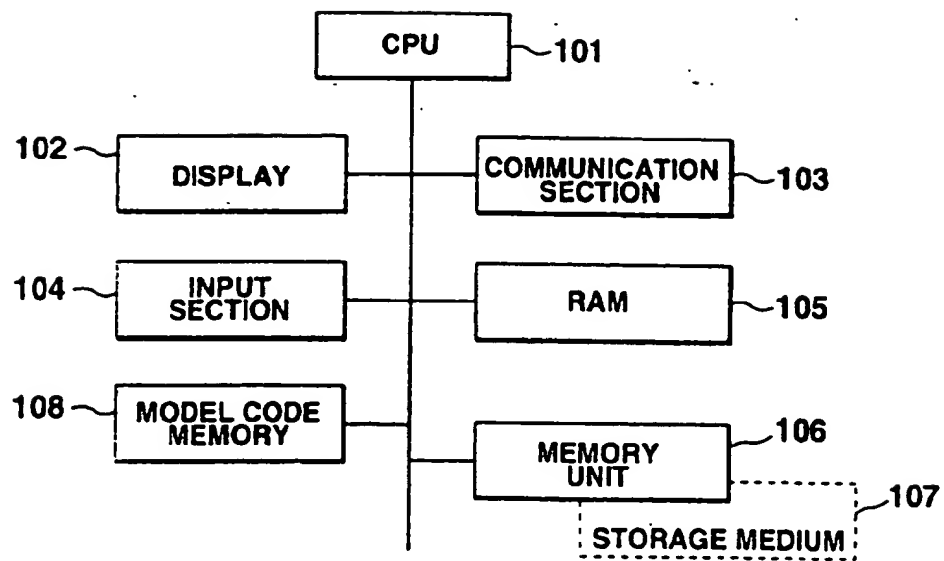 CPU
101
102
DISPLAY
COMMUNICATION
SECTION
103
104
INPUT
SECTION
RAM
105
108
MODEL CODE
MEMORY
MEMORY
UNIT
106
107
STORAGE MEDIUM